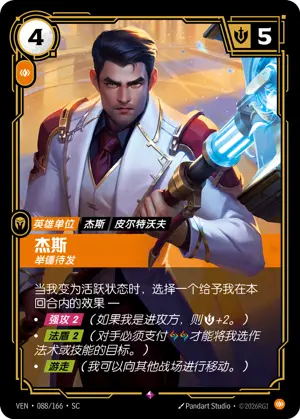 4
5
英雄单位 杰斯 皮尔特沃夫
杰斯
举锤待发
当我变为活跃状态时，选择一个给予我在本
回合内的效果 —
• 强攻 2（如果我是进攻方，则+2。）
• 法盾 2（对手必须支付才能将我选作
法术或技能的目标。）
• 游走（我可以向其他战场进行移动。）
VEN • 088/166 • SC
Pandart Studio • ©2026RGI